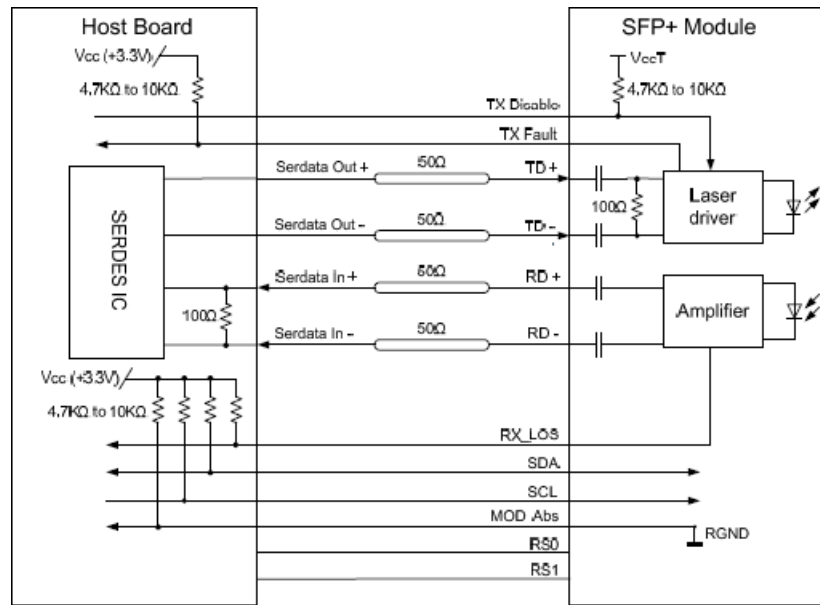 Host Board
SFP+ Module
Vcc (+3.3V)
VccT
4.7KΩ to 10KΩ
4.7KΩ to 10KΩ
TX Disable
TX Fault
Serdata Out +
50Ω
TD +
SERDES IC
100Ω
Laser
driver
Serdata Out -
50Ω
TD -
Serdata In +
50Ω
RD +
100Ω
Amplifier
Serdata In -
50Ω
RD -
Vcc (+3.3V)
4.7KΩ to 10KΩ
RX_LOS
SDA
SCL
MOD Abs
RGND
RS0
RS1